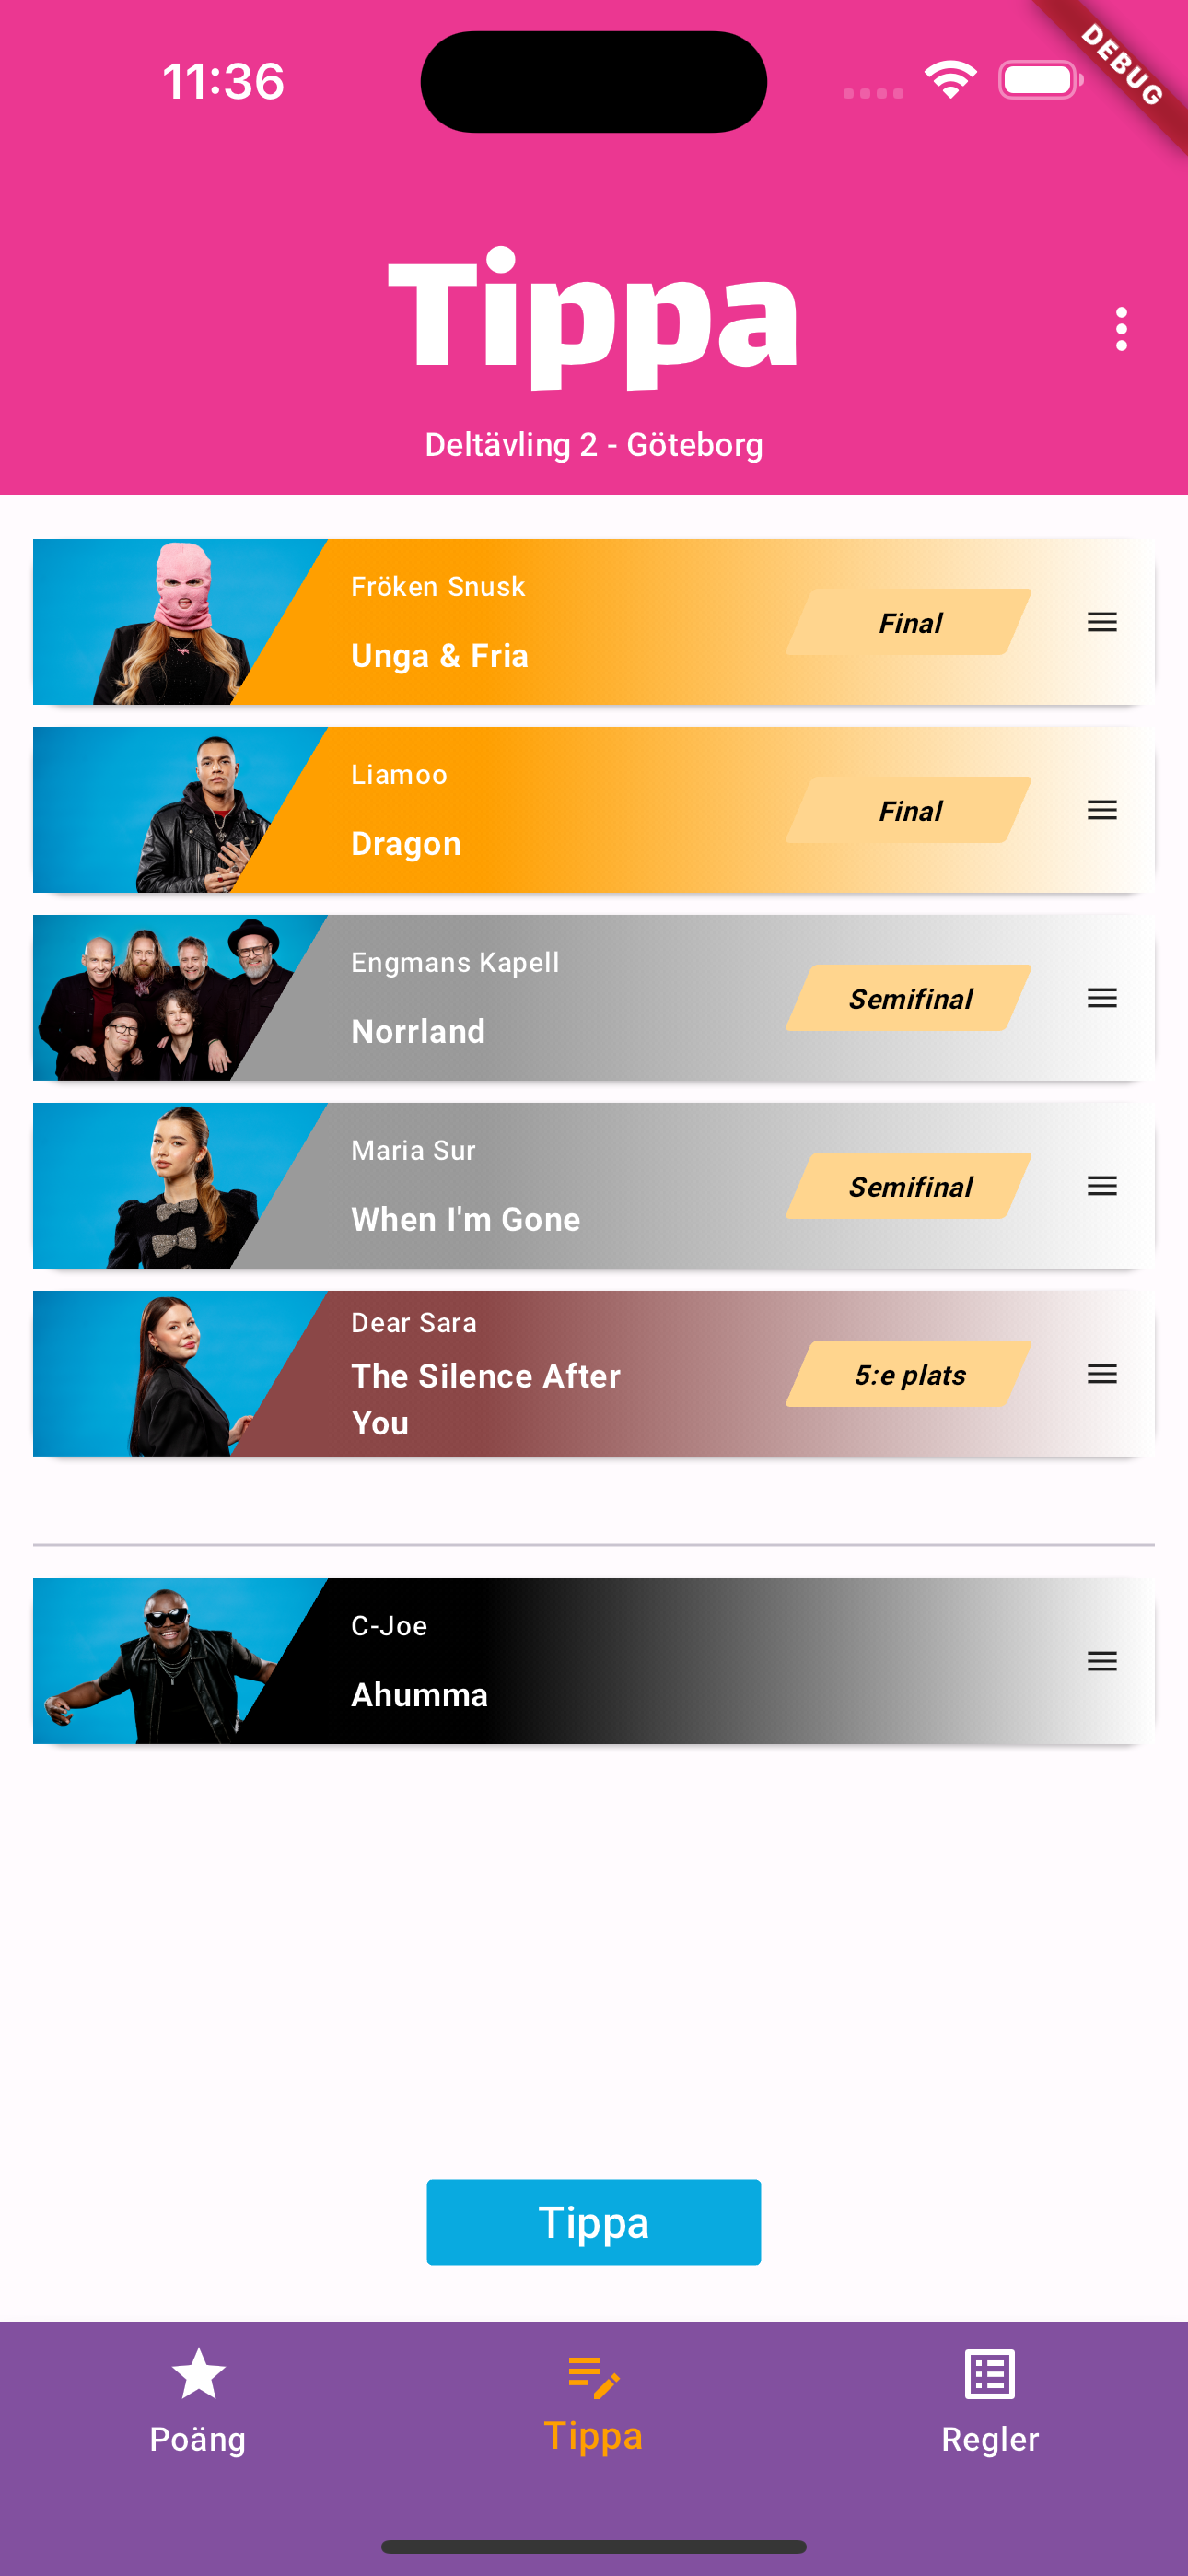 11:36
DEBUG
Tippa
Deltävling 2 - Göteborg
Fröken Snusk
Unga & Fria
Final
Liamoo
Dragon
Final
Engmans Kapell
Norrland
Semifinal
Maria Sur
When I'm Gone
Semifinal
Dear Sara
The Silence After
You
5:e plats
C-Joe
Ahumma
Tippa
Poäng
Tippa
Regler